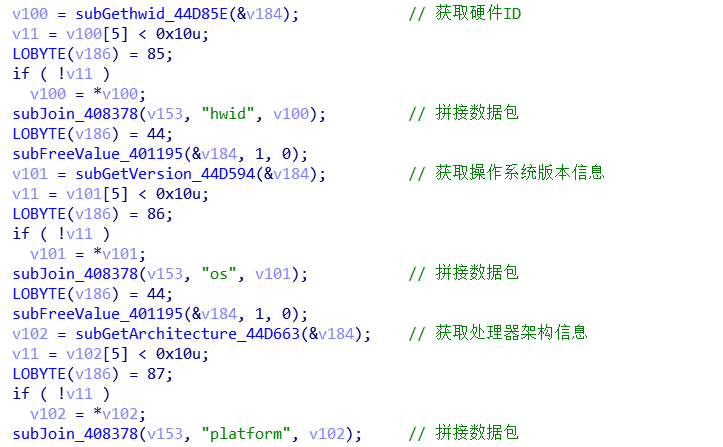 v100 = subGethwid_44D85E(&v184); // 获取硬件ID
v11 = v100[5] < 0x10u;
LOBYTE(v186) = 85;
if ( !v11 )
  v100 = *v100;
subJoin_408378(v153, "hwid", v100); // 拼接数据包
LOBYTE(v186) = 44;
subFreeValue_401195(&v184, 1, 0);
v101 = subGetVersion_44D594(&v184); // 获取操作系统版本信息
v11 = v101[5] < 0x10u;
LOBYTE(v186) = 86;
if ( !v11 )
  v101 = *v101;
subJoin_408378(v153, "os", v101); // 拼接数据包
LOBYTE(v186) = 44;
subFreeValue_401195(&v184, 1, 0);
v102 = subGetArchitecture_44D663(&v184); // 获取处理器架构信息
v11 = v102[5] < 0x10u;
LOBYTE(v186) = 87;
if ( !v11 )
  v102 = *v102;
subJoin_408378(v153, "platform", v102); // 拼接数据包